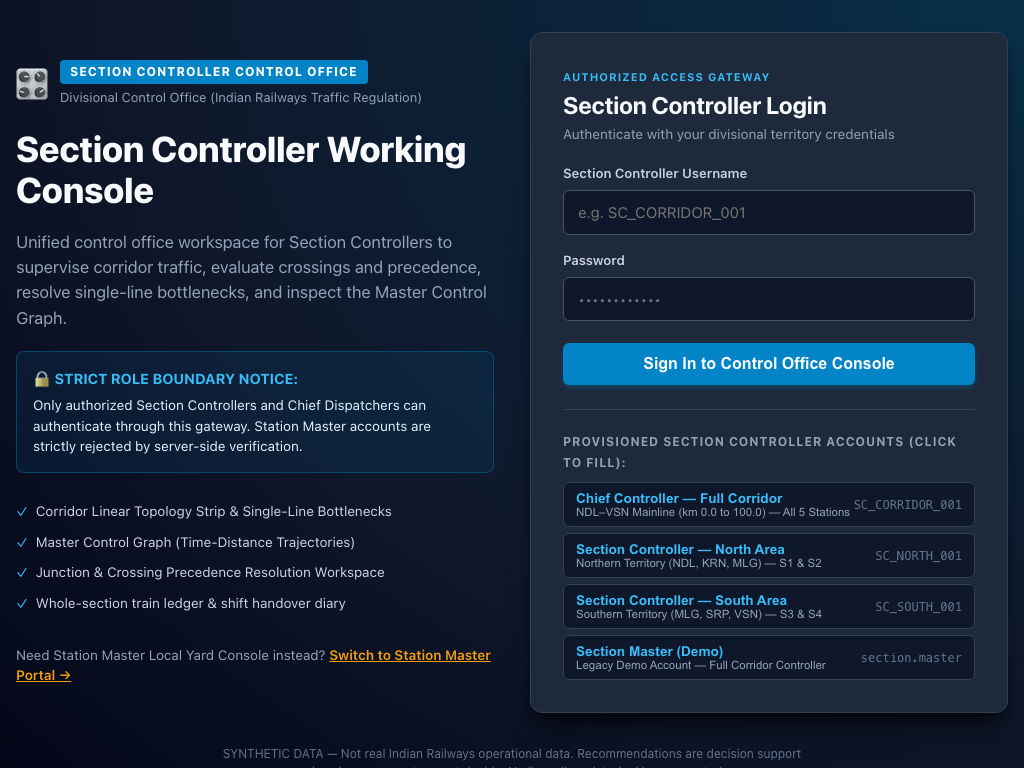 SECTION CONTROLLER CONTROL OFFICE
Divisional Control Office (Indian Railways Traffic Regulation)
Section Controller Working
Console
Unified control office workspace for Section Controllers to
supervise corridor traffic, evaluate crossings and precedence,
resolve single-line bottlenecks, and inspect the Master Control
Graph.
🔒 STRICT ROLE BOUNDARY NOTICE:
Only authorized Section Controllers and Chief Dispatchers can
authenticate through this gateway. Station Master accounts are
strictly rejected by server-side verification.
✓ Corridor Linear Topology Strip & Single-Line Bottlenecks
✓ Master Control Graph (Time-Distance Trajectories)
✓ Junction & Crossing Precedence Resolution Workspace
✓ Whole-section train ledger & shift handover diary
Need Station Master Local Yard Console instead? Switch to Station Master
Portal →
AUTHORIZED ACCESS GATEWAY
Section Controller Login
Authenticate with your divisional territory credentials
Section Controller Username
e.g. SC_CORRIDOR_001
Password
••••••••••••
Sign In to Control Office Console
PROVISIONED SECTION CONTROLLER ACCOUNTS (CLICK
TO FILL):
Chief Controller — Full Corridor
NDL–VSN Mainline (km 0.0 to 100.0) — All 5 Stations
SC_CORRIDOR_001
Section Controller — North Area
Northern Territory (NDL, KRN, MLG) — S1 & S2
SC_NORTH_001
Section Controller — South Area
Southern Territory (MLG, SRP, VSN) — S3 & S4
SC_SOUTH_001
Section Master (Demo)
Legacy Demo Account — Full Corridor Controller
section.master
SYNTHETIC DATA — Not real Indian Railways operational data. Recommendations are decision support